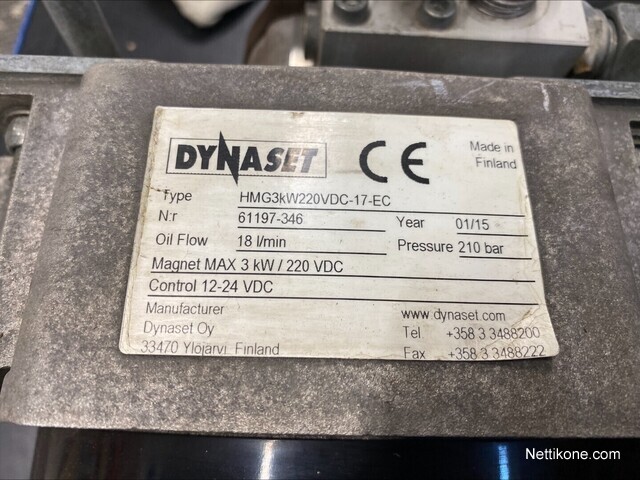 DYNASET CE Made in Finland
Type HMG3kW220VDC-17-EC
N:r 61197-346 Year 01/15
Oil Flow 18 l/min Pressure 210 bar
Magnet MAX 3 kW / 220 VDC
Control 12-24 VDC
Manufacturer www.dynaset.com
Dynaset Oy Tel +358 3 3488200
33470 Ylöjärvi, Finland Fax +358 3 3488222
Nettikone.com